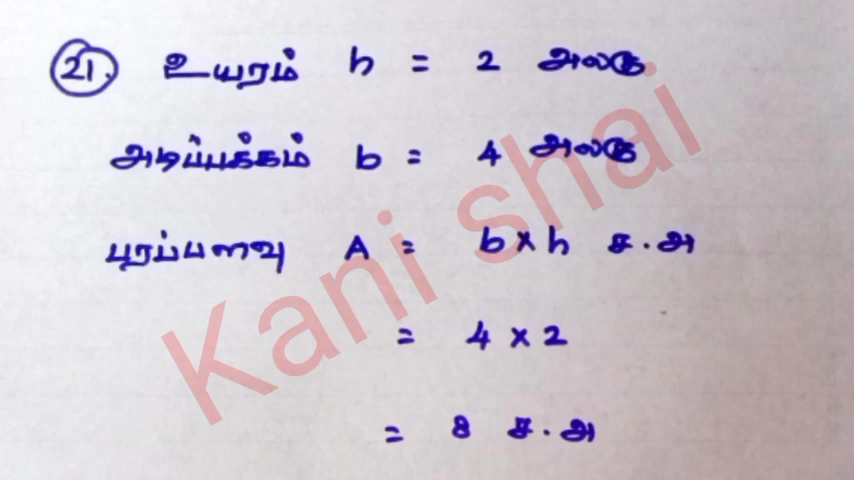 21. உயரம் h = 2 அலகு
அடிப்பக்கம் b = 4 அலகு
பரப்பளவு A = b × h ச.அ
= 4 × 2
= 8 ச.அ
Kani shai